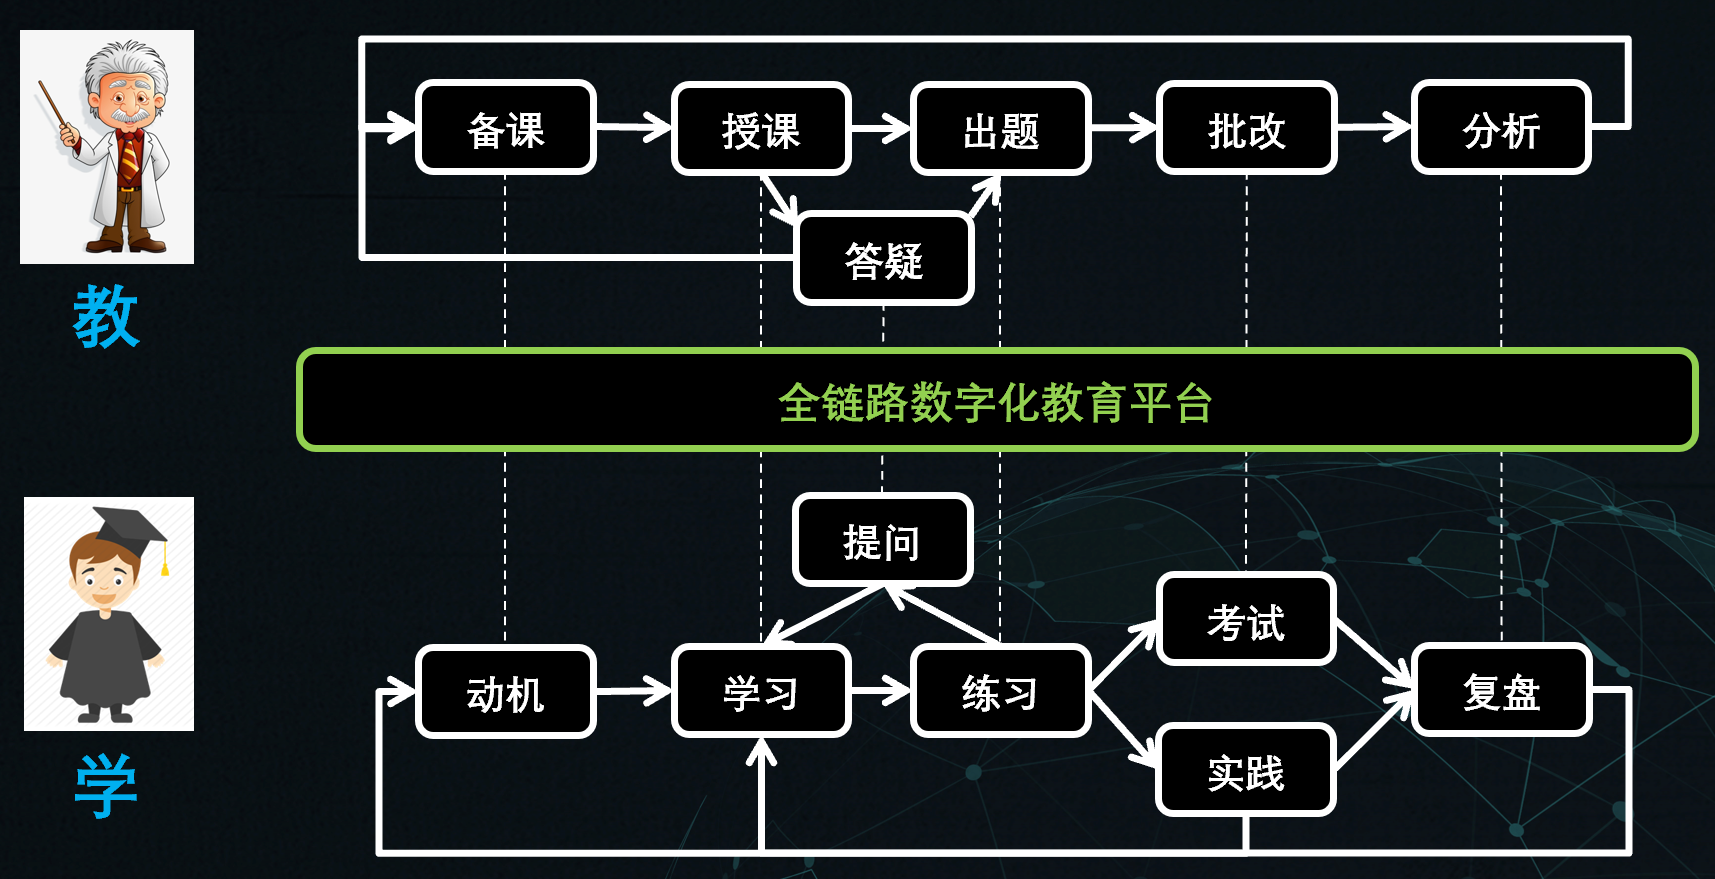 备课
授课
出题
批改
分析
答疑
教
全链路数字化教育平台
提问
考试
动机
学习
练习
复盘
实践
学